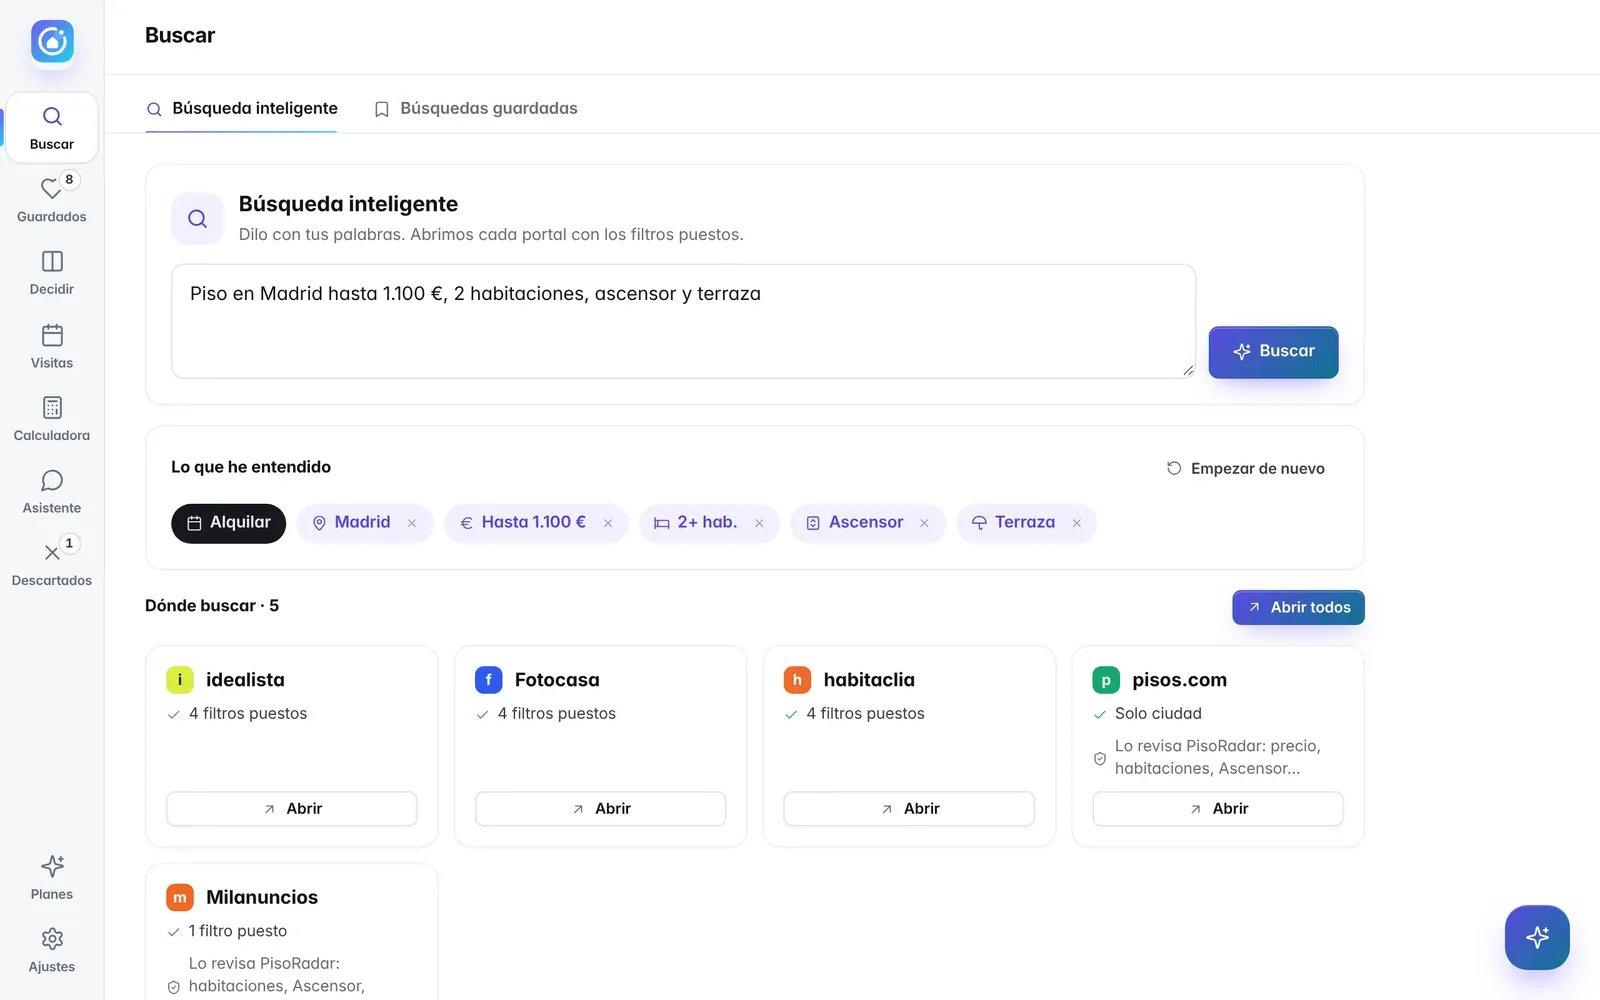 Buscar
Búsqueda inteligente
Búsquedas guardadas
Buscar
8
Guardados
Decidir
Visitas
Calculadora
Asistente
1
Descartados
Planes
Ajustes
Búsqueda inteligente
Dilo con tus palabras. Abrimos cada portal con los filtros puestos.
Piso en Madrid hasta 1.100 €, 2 habitaciones, ascensor y terraza
Buscar
Lo que he entendido
Empezar de nuevo
Alquilar
Madrid ×
€ Hasta 1.100 € ×
2+ hab. ×
Ascensor ×
Terraza ×
Dónde buscar · 5
Abrir todos
i idealista
4 filtros puestos
Abrir
f Fotocasa
4 filtros puestos
Abrir
h habitaclia
4 filtros puestos
Abrir
p pisos.com
Solo ciudad
Lo revisa PisoRadar: precio,
habitaciones, Ascensor...
Abrir
m Milanuncios
1 filtro puesto
Lo revisa PisoRadar:
habitaciones, Ascensor,